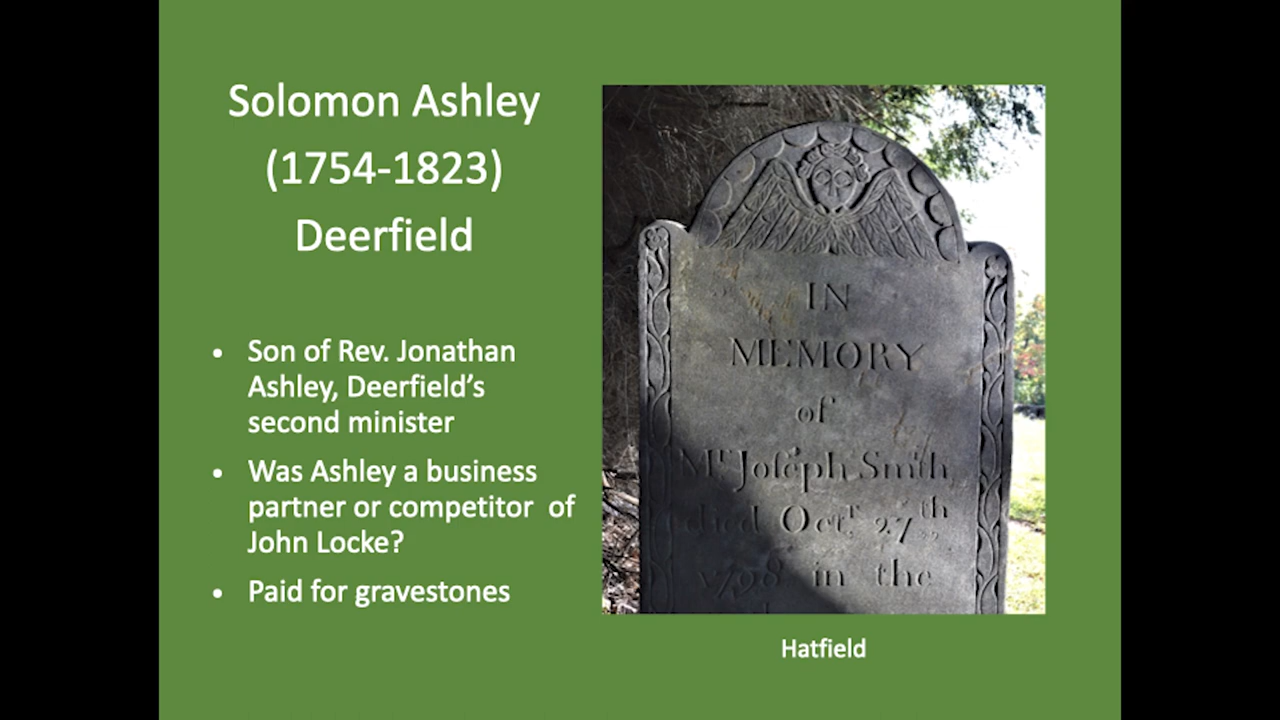 Solomon Ashley
(1754-1823)
Deerfield
• Son of Rev. Jonathan
Ashley, Deerfield's
second minister
• Was Ashley a business
partner or competitor of
John Locke?
• Paid for gravestones
IN
MEMORY
of
Mr Joſeph Smith
died Octr 27th
1798 in the
Hatfield